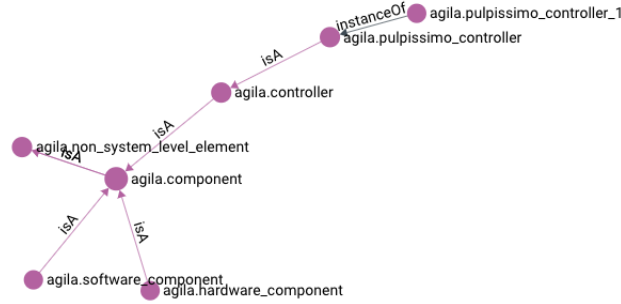 agila.pulpissimo_controller_1
instanceOf
agila.pulpissimo_controller
isA
agila.controller
isA
agila.non_system_level_element
isA
agila.component
isA
isA
agila.software_component
agila.hardware_component